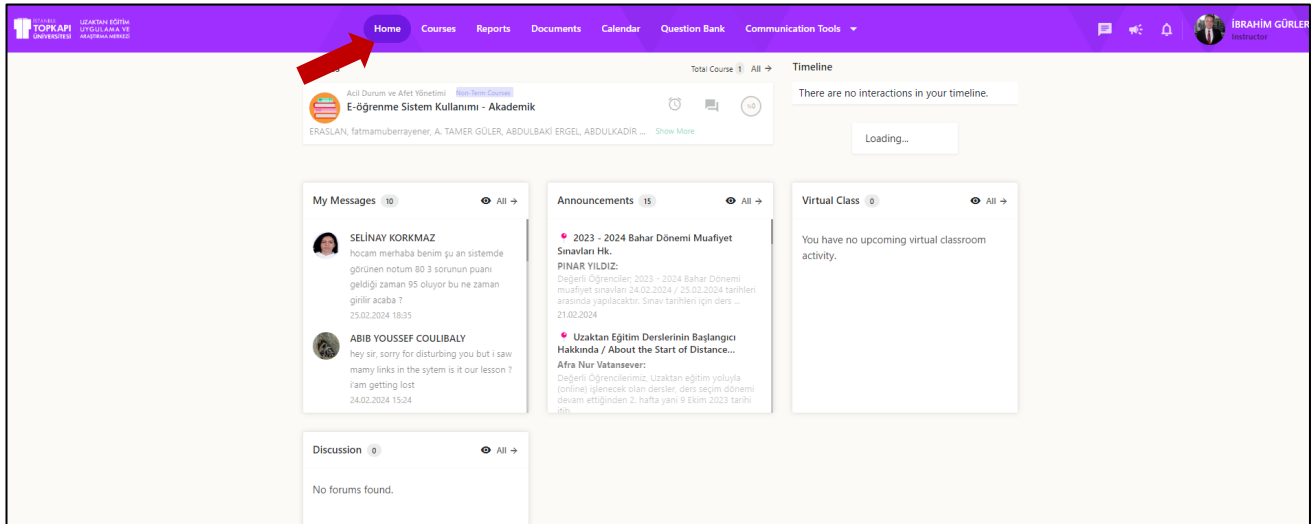 İSTANBUL
TOPKAPI
ÜNİVERSİTESİ
UZAKTAN EĞİTİM
UYGULAMA VE
ARAŞTIRMA MERKEZİ
Home Courses Reports Documents Calendar Question Bank Communication Tools
İBRAHİM GÜRLER
Instructor
Total Course 1 All →
Acil Durum ve Afet Yönetimi Non-Term Courses
E-öğrenme Sistem Kullanımı - Akademik
%0
ERASLAN, fatmamuberrayener, A. TAMER GÜLER, ABDULBAKİ ERGEL, ABDULKADİR ... Show More
Timeline
There are no interactions in your timeline.
Loading...
My Messages 10 All →
SELİNAY KORKMAZ
hocam merhaba benim şu an sistemde
görünen notum 80 3 sorunun puanı
geldiği zaman 95 oluyor bu ne zaman
girilir acaba ?
25.02.2024 18:35
ABIB YOUSSEF COULIBALY
hey sir, sorry for disturbing you but i saw
mamy links in the sytem is it our lesson ?
i'am getting lost
24.02.2024 15:24
Announcements 15 All →
2023 - 2024 Bahar Dönemi Muafiyet
Sınavları Hk.
PINAR YILDIZ:
Değerli Öğrenciler; 2023 - 2024 Bahar Dönemi
muafiyet sınavları 24.02.2024 / 25.02.2024 tarihleri
arasında yapılacaktır. Sınav tarihleri için ders ...
21.02.2024
Uzaktan Eğitim Derslerinin Başlangıcı
Hakkında / About the Start of Distance...
Afra Nur Vatansever:
Değerli Öğrencilerimiz, Uzaktan eğitim yoluyla
(online) işlenecek olan dersler, ders seçim dönemi
devam ettiğinden 2. hafta yani 9 Ekim 2023 tarihi
Virtual Class 0 All →
You have no upcoming virtual classroom
activity.
Discussion 0 All →
No forums found.